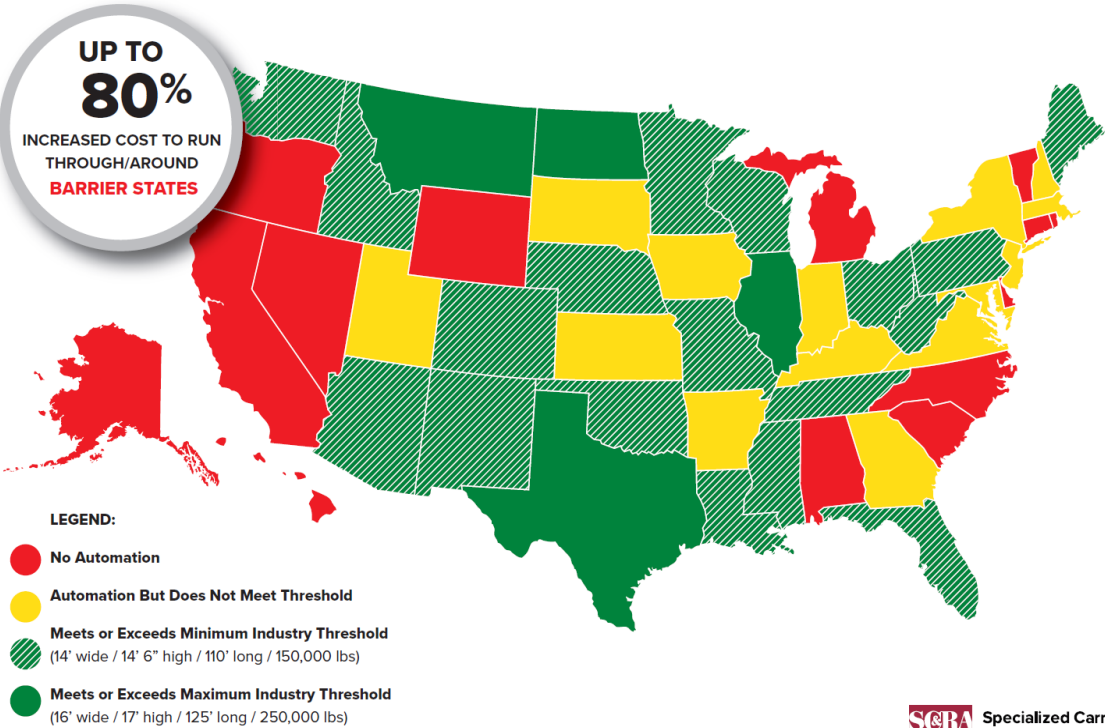 UP TO
80%
INCREASED COST TO RUN
THROUGH/AROUND
BARRIER STATES
LEGEND:
No Automation
Automation But Does Not Meet Threshold
Meets or Exceeds Minimum Industry Threshold
(14’ wide / 14’ 6” high / 110’ long / 150,000 lbs)
Meets or Exceeds Maximum Industry Threshold
(16’ wide / 17’ high / 125’ long / 250,000 lbs)
SC&RA Specialized Carr